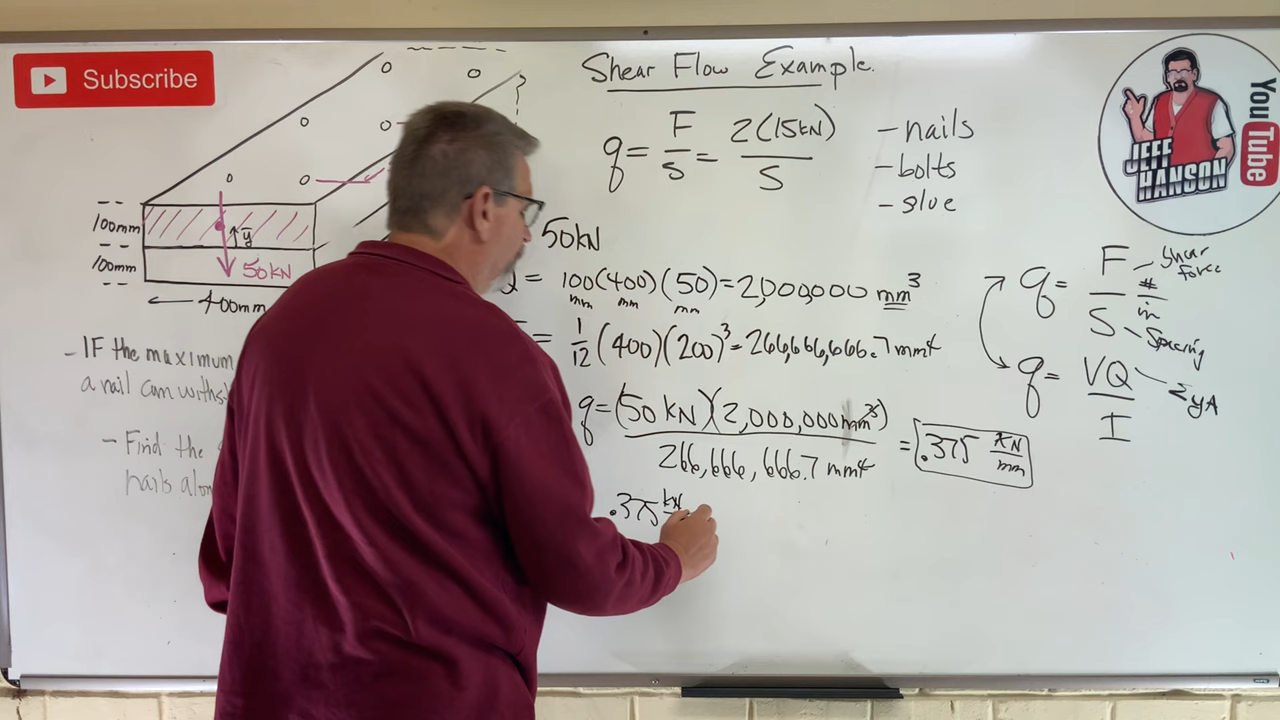 Subscribe
Shear Flow Example.
q = F/S = 2(15kN)/S
- nails
- bolts
- glue
YouTube
JEFF
HANSON
100mm
ȳ
100mm
50kN
400mm
50kN
Q = 100(400)(50) = 2,000,000 mm³
mm mm mm
= 1/12 (400)(200)³ = 266,666,666.7 mm⁴
q = (50 kN)(2,000,000 mm³) / 266,666,666.7 mm⁴ = .375 kN/mm
.375 kN
q = F/S
Shear force
#/in
Spacing
q = VQ/I
ΣyA
- IF the maximum
a nail can
- Find the
nails